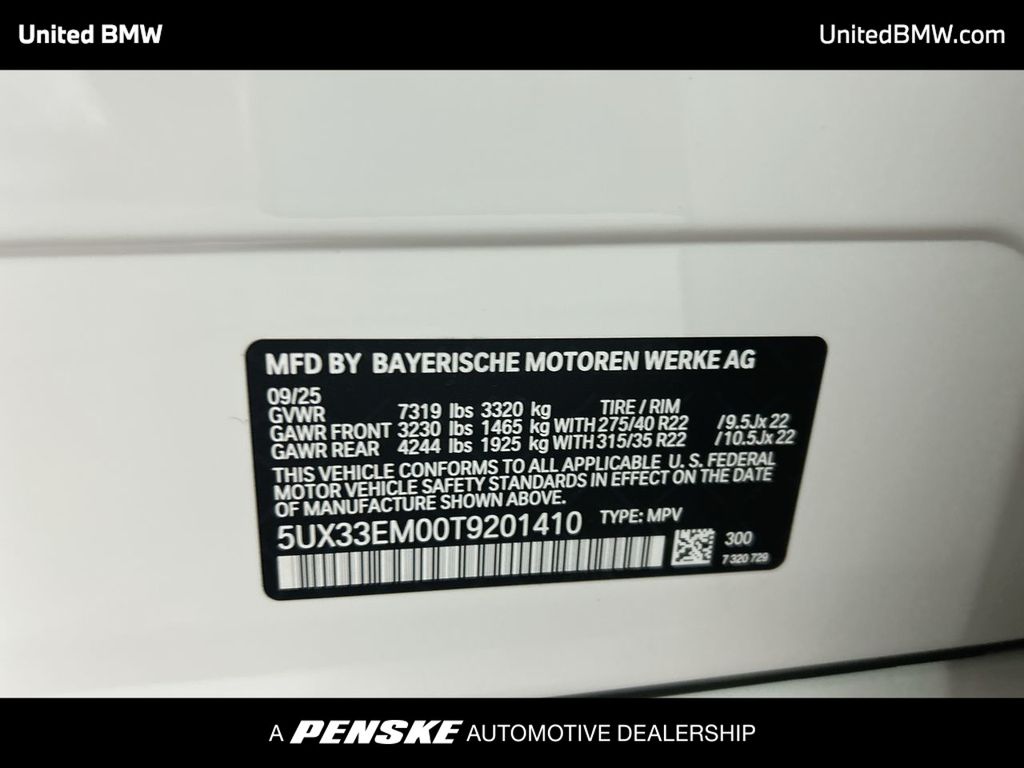 United BMW
UnitedBMW.com
MFD BY BAYERISCHE MOTOREN WERKE AG
09/25
GVWR 7319 lbs 3320 kg TIRE / RIM
GAWR FRONT 3230 lbs 1465 kg WITH 275/40 R22 /9.5Jx 22
GAWR REAR 4244 lbs 1925 kg WITH 315/35 R22 /10.5Jx 22
THIS VEHICLE CONFORMS TO ALL APPLICABLE U. S. FEDERAL
MOTOR VEHICLE SAFETY STANDARDS IN EFFECT ON THE DATE
OF MANUFACTURE SHOWN ABOVE.
5UX33EM00T9201410 TYPE: MPV
300
7 320 729
A PENSKE AUTOMOTIVE DEALERSHIP